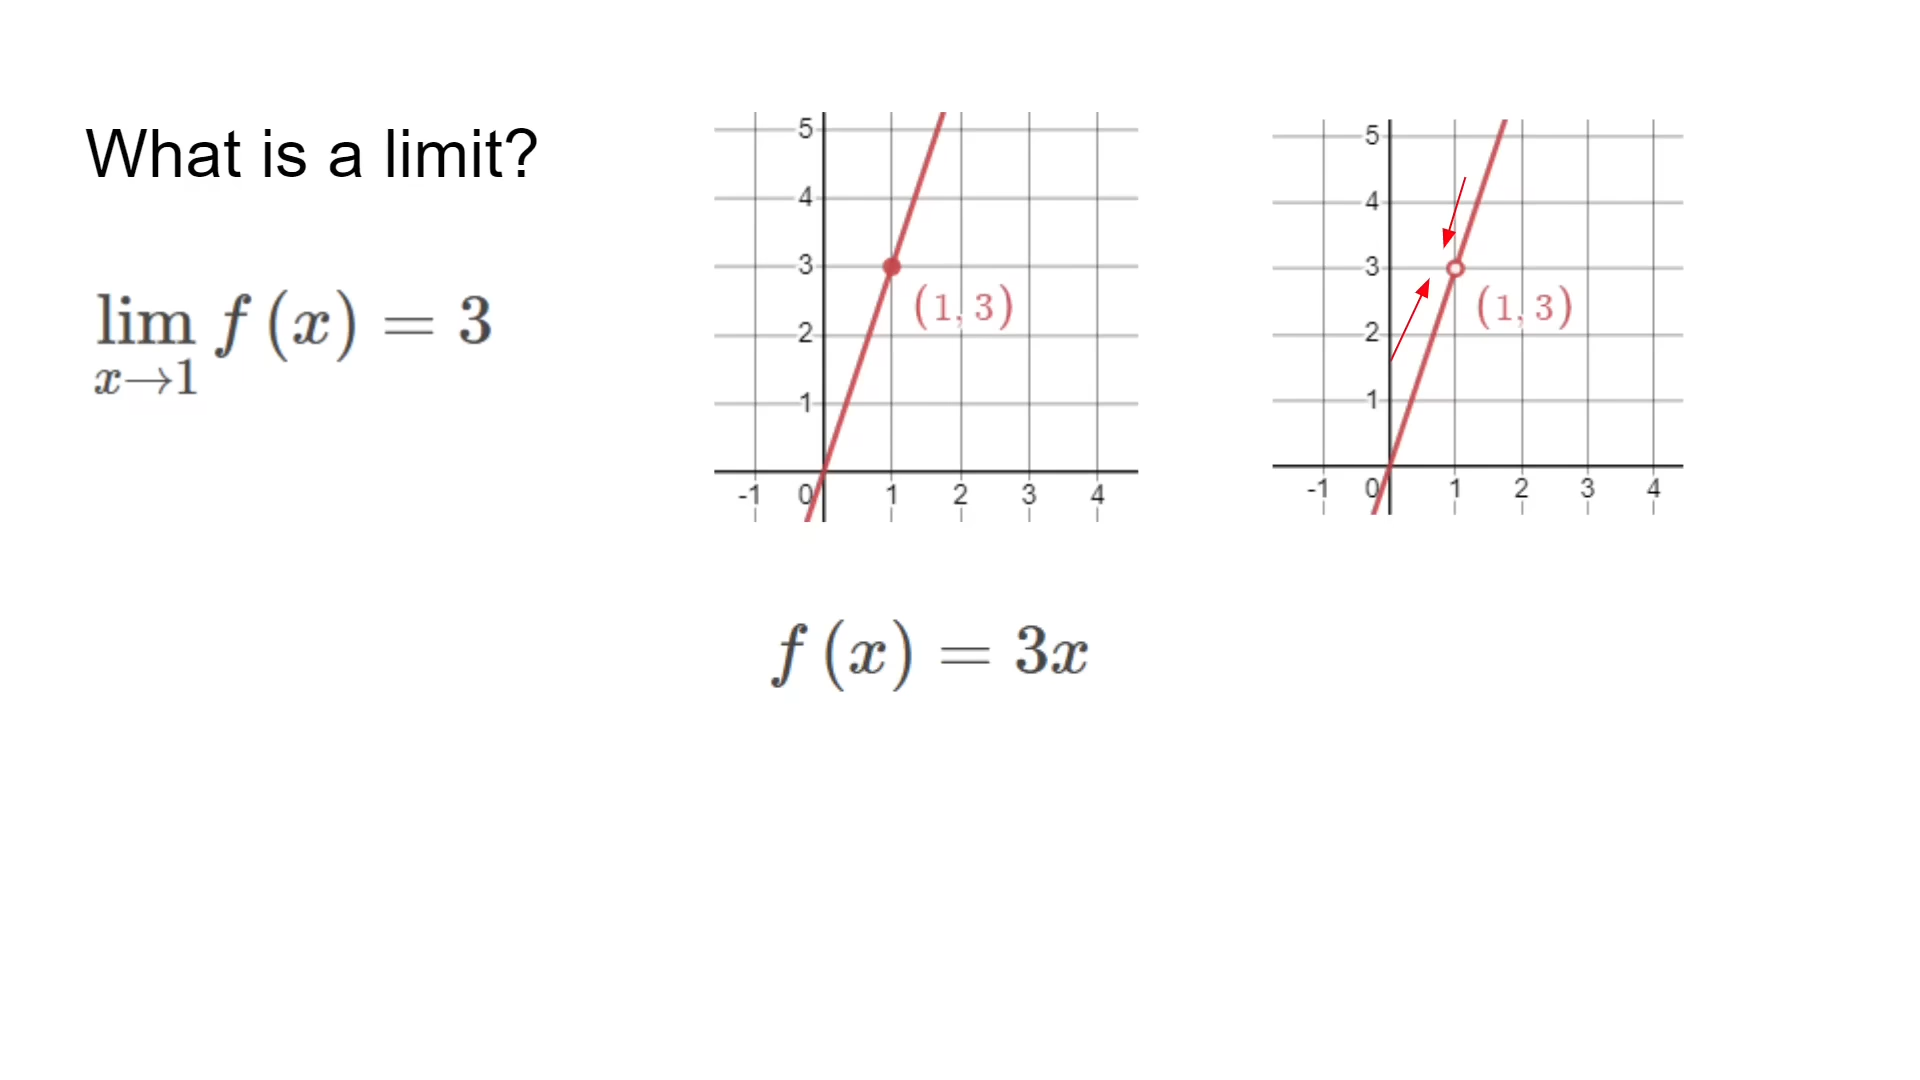 What is a limit?
lim f (x) = 3
x→1
5
4
3
2
1
(1, 3)
-1 0 1 2 3 4
5
4
3
2
1
(1, 3)
-1 0 1 2 3 4
f (x) = 3x